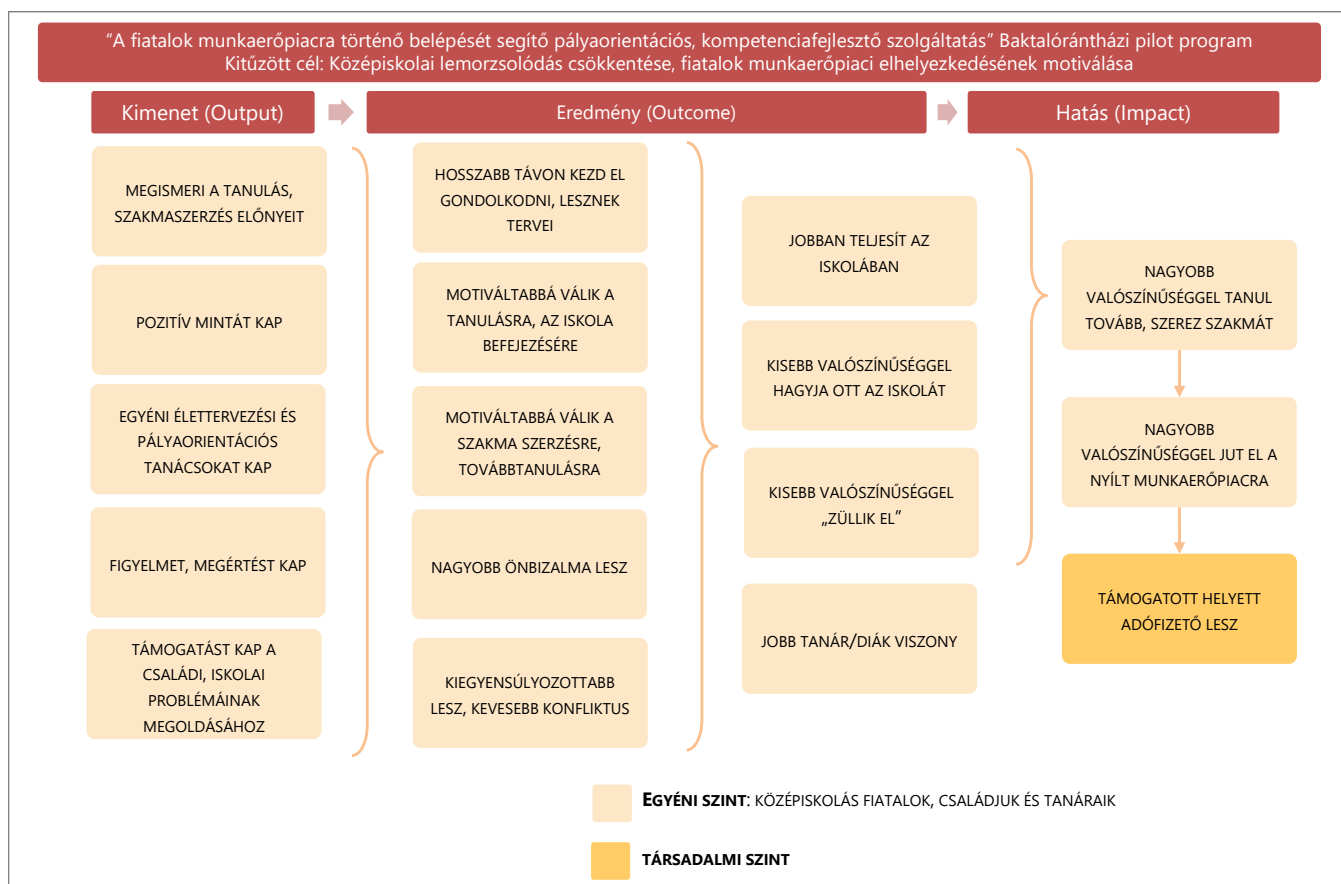 “A fiatalok munkaerőpiacra történő belépését segítő pályaorientációs, kompetenciafejlesztő szolgáltatás” Baktalórántházi pilot program
Kitűzött cél: Középiskolai lemorzsolódás csökkentése, fiatalok munkaerőpiaci elhelyezkedésének motiválása
Kimenet (Output)
Eredmény (Outcome)
Hatás (Impact)
MEGISMERI A TANULÁS,
SZAKMASZERZÉS ELŐNYEIT
POZITÍV MINTÁT KAP
EGYÉNI ÉLETTERVEZÉSI ÉS
PÁLYAORIENTÁCIÓS
TANÁCSOKAT KAP
FIGYELMET, MEGÉRTÉST KAP
TÁMOGATÁST KAP A
CSALÁDI, ISKOLAI
PROBLÉMÁINAK
MEGOLDÁSÁHOZ
HOSSZABB TÁVON KEZD EL
GONDOLKODNI, LESZNEK
TERVEI
MOTIVÁLTABBÁ VÁLIK A
TANULÁSRA, AZ ISKOLA
BEFEJEZÉSÉRE
MOTIVÁLTABBÁ VÁLIK A
SZAKMA SZERZÉSRE,
TOVÁBBTANULÁSRA
NAGYOBB ÖNBIZALMA LESZ
KIEGYENSÚLYOZOTTABB
LESZ, KEVESEBB KONFLIKTUS
JOBBAN TELJESÍT AZ
ISKOLÁBAN
KISEBB VALÓSZÍNŰSÉGGEL
HAGYJA OTT AZ ISKOLÁT
KISEBB VALÓSZÍNŰSÉGGEL
„ZÜLLIK EL”
JOBB TANÁR/DIÁK VISZONY
NAGYOBB
VALÓSZÍNŰSÉGGEL TANUL
TOVÁBB, SZEREZ SZAKMÁT
NAGYOBB
VALÓSZÍNŰSÉGGEL JUT EL A
NYÍLT MUNKAERŐPIACRA
TÁMOGATOTT HELYETT
ADÓFIZETŐ LESZ
EGYÉNI SZINT: KÖZÉPISKOLÁS FIATALOK, CSALÁDJUK ÉS TANÁRAIK
TÁRSADALMI SZINT